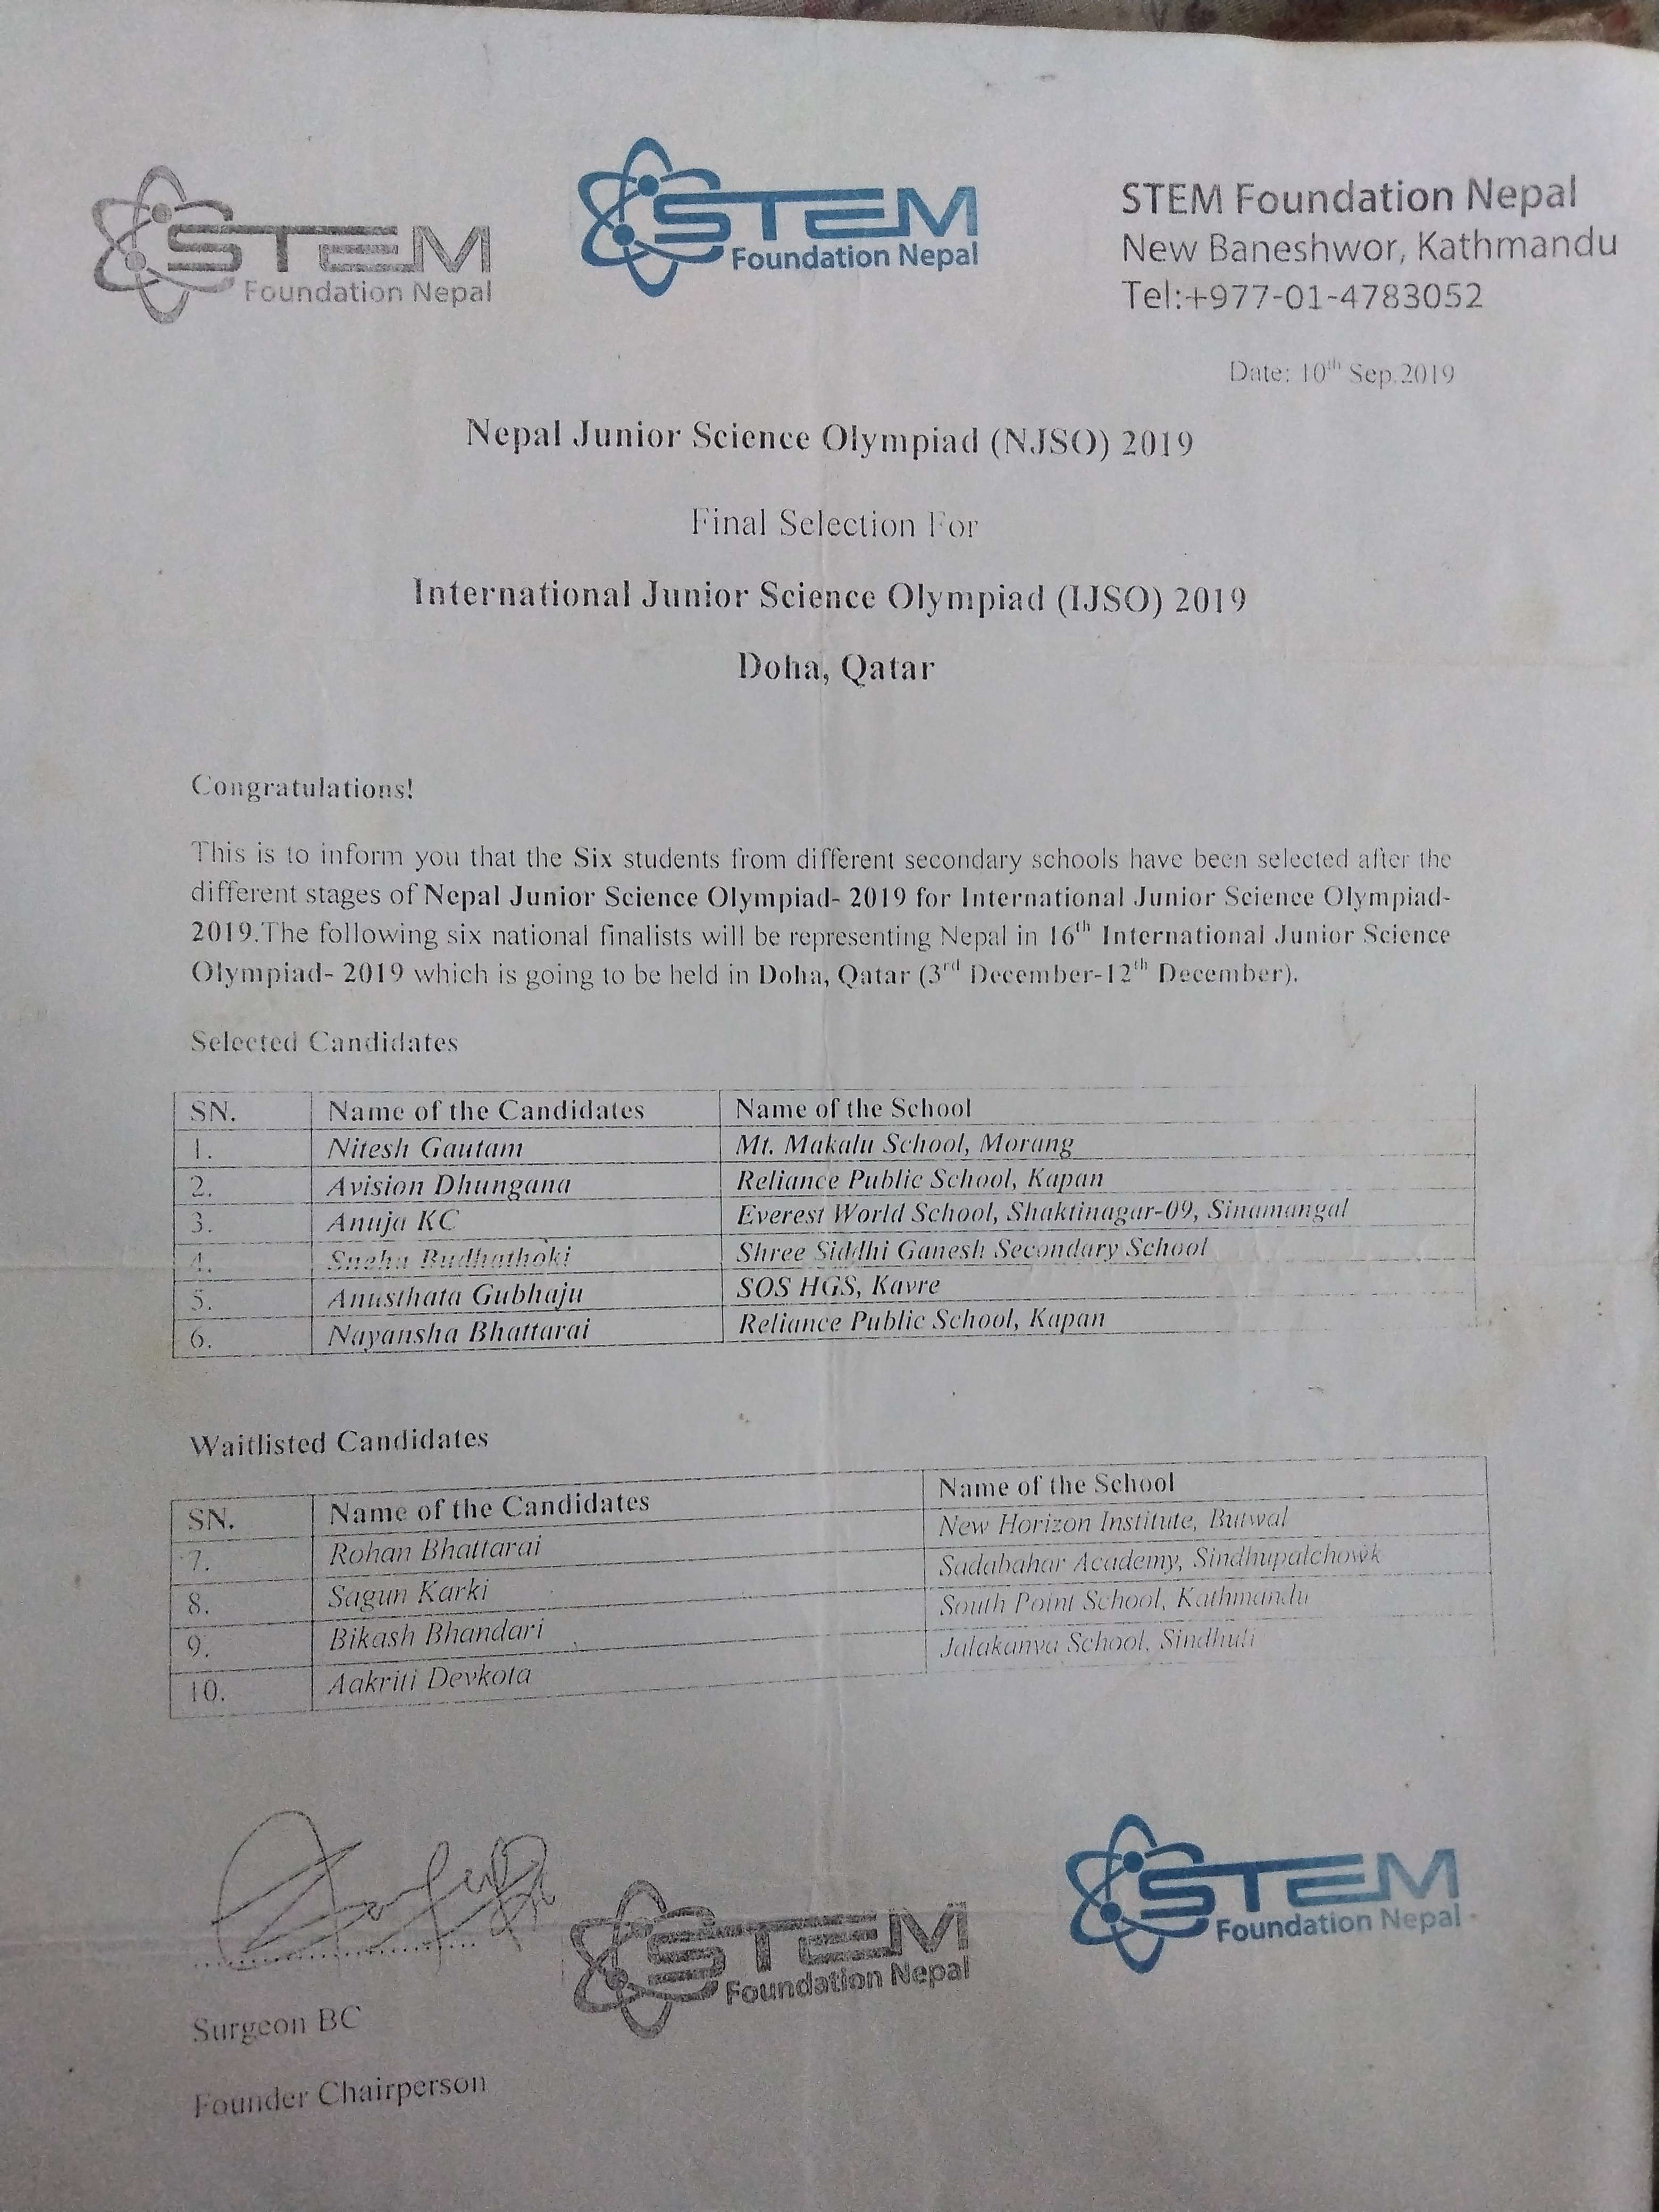 STEM
Foundation Nepal
STEM
Foundation Nepal
STEM Foundation Nepal
New Baneshwor, Kathmandu
Tel:+977-01-4783052
Date: 10th Sep.2019
Nepal Junior Science Olympiad (NJSO) 2019
Final Selection For
International Junior Science Olympiad (IJSO) 2019
Doha, Qatar
Congratulations!
This is to inform you that the Six students from different secondary schools have been selected after the
different stages of Nepal Junior Science Olympiad- 2019 for International Junior Science Olympiad-
2019.The following six national finalists will be representing Nepal in 16th International Junior Science
Olympiad- 2019 which is going to be held in Doha, Qatar (3rd December-12th December).
Selected Candidates
SN. Name of the Candidates Name of the School
1. Nitesh Gautam Mt. Makalu School, Morang
2. Avision Dhungana Reliance Public School, Kapan
3. Anuja KC Everest World School, Shaktinagar-09, Sinamangal
4. Sneha Budhathoki Shree Siddhi Ganesh Secondary School
5. Anusthata Gubhaju SOS HGS, Kavre
6. Nayansha Bhattarai Reliance Public School, Kapan
Waitlisted Candidates
SN. Name of the Candidates Name of the School
7. Rohan Bhattarai New Horizon Institute, Butwal
8. Sagun Karki Sadabahar Academy, Sindhupalchowk
9. Bikash Bhandari South Point School, Kathmandu
10. Aakriti Devkota Jalakanya School, Sindhuli
STEM
Foundation Nepal
STEM
Foundation Nepal
Surgeon BC
Founder Chairperson